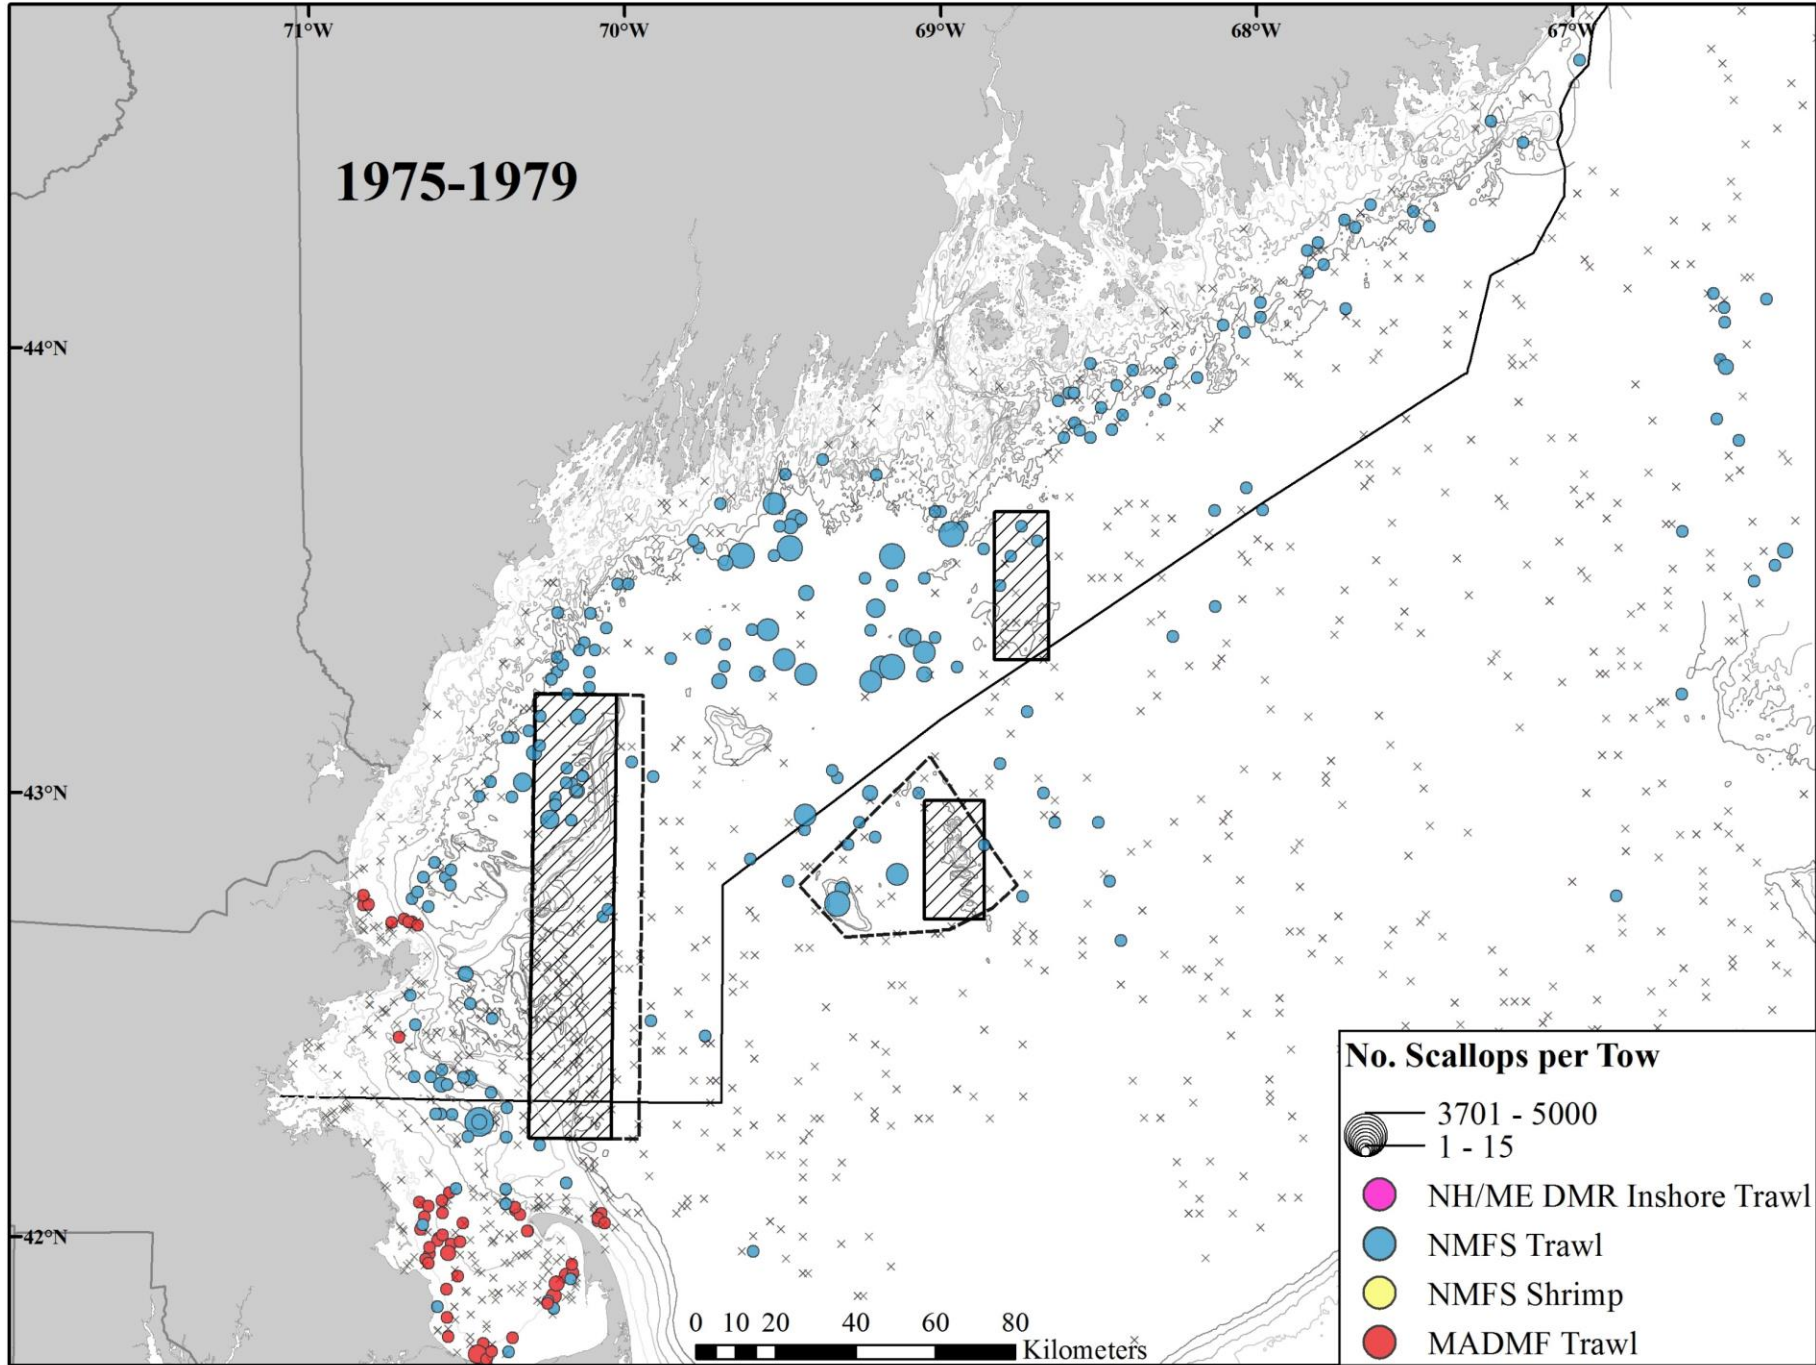 71°W 70°W 69°W 68°W 67°W
1975-1979
44°N
43°N
42°N
No. Scallops per Tow
3701 - 5000
1 - 15
NH/ME DMR Inshore Trawl
NMFS Trawl
NMFS Shrimp
MADMF Trawl
0 10 20 40 60 80
Kilometers